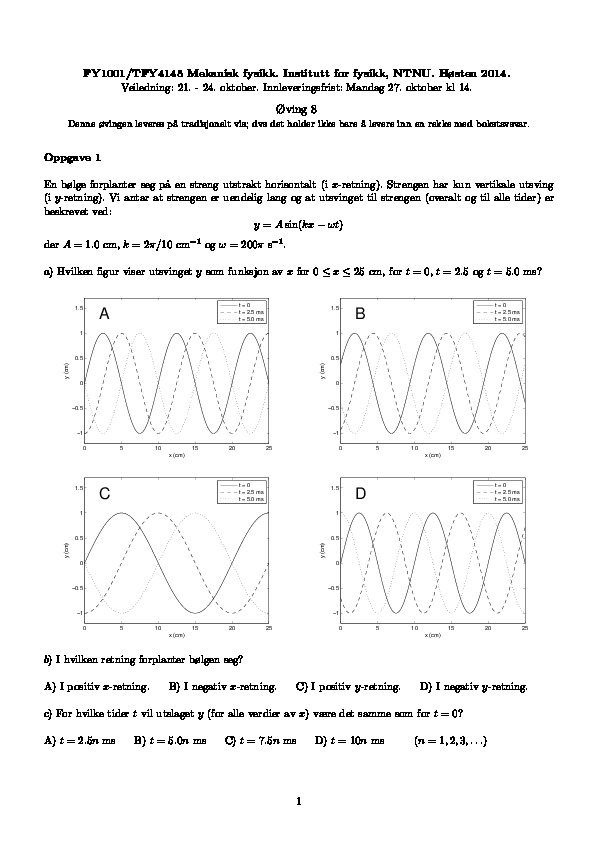 FY1001/TFY4145 Mekanisk fysikk. Institutt for fysikk, NTNU. Høsten 2014.
Veiledning: 21. - 24. oktober. Innleveringsfrist: Mandag 27. oktober kl 14.
Øving 8
Denne øvingen leveres på tradisjonelt vis; dvs det holder ikke bare å levere inn en rekke med bokstavsvar.
Oppgave 1
En bølge forplanter seg på en streng utstrakt horisontalt (i x-retning). Strengen har kun vertikale utsving
(i y-retning). Vi antar at strengen er uendelig lang og at utsvinget til strengen (overalt og til alle tider) er
beskrevet ved:
y = A sin(kx − ωt)
der A = 1.0 cm, k = 2π/10 cm⁻¹ og ω = 200π s⁻¹.
a) Hvilken figur viser utsvinget y som funksjon av x for 0 ≤ x ≤ 25 cm, for t = 0, t = 2.5 og t = 5.0 ms?
A
t = 0
t = 2.5 ms
t = 5.0 ms
1.5
1
0.5
0
−0.5
−1
0 5 10 15 20 25
x (cm)
y (cm)
B
t = 0
t = 2.5 ms
t = 5.0 ms
1.5
1
0.5
0
−0.5
−1
0 5 10 15 20 25
x (cm)
y (cm)
C
t = 0
t = 2.5 ms
t = 5.0 ms
1.5
1
0.5
0
−0.5
−1
0 5 10 15 20 25
x (cm)
y (cm)
D
t = 0
t = 2.5 ms
t = 5.0 ms
1.5
1
0.5
0
−0.5
−1
0 5 10 15 20 25
x (cm)
y (cm)
b) I hvilken retning forplanter bølgen seg?
A) I positiv x-retning. B) I negativ x-retning. C) I positiv y-retning. D) I negativ y-retning.
c) For hvilke tider t vil utslaget y (for alle verdier av x) være det samme som for t = 0?
A) t = 2.5n ms B) t = 5.0n ms C) t = 7.5n ms D) t = 10n ms (n = 1, 2, 3, . . .)
1